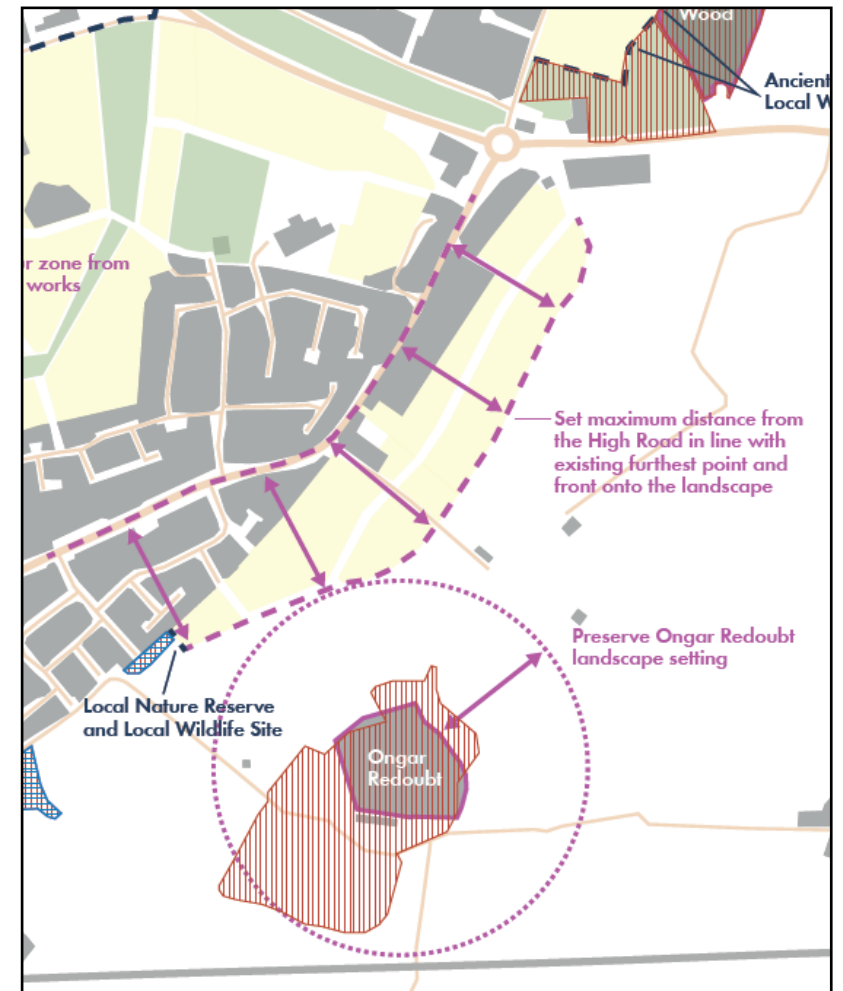 Wood
Ancient
Local W
r zone from
works
Set maximum distance from
the High Road in line with
existing furthest point and
front onto the landscape
Preserve Ongar Redoubt
landscape setting
Local Nature Reserve
and Local Wildlife Site
Ongar
Redoubt